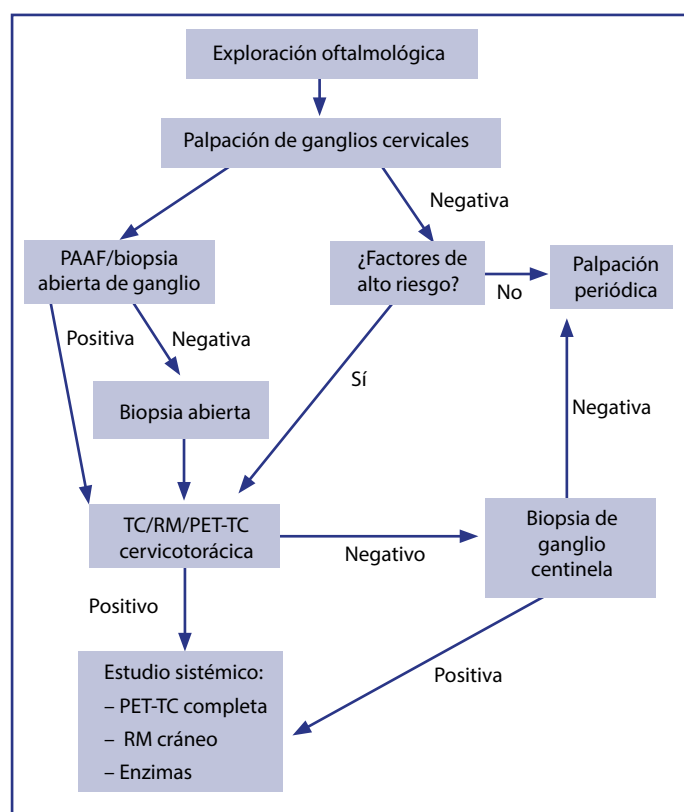 Exploración oftalmológica
Palpación de ganglios cervicales
Negativa
PAAF/biopsia
abierta de ganglio
¿Factores de
alto riesgo?
No
Palpación
periódica
Positiva
Negativa
Sí
Biopsia abierta
Negativa
TC/RM/PET-TC
cervicotorácica
Negativo
Biopsia de
ganglio
centinela
Positivo
Positiva
Estudio sistémico:
– PET-TC completa
– RM cráneo
– Enzimas